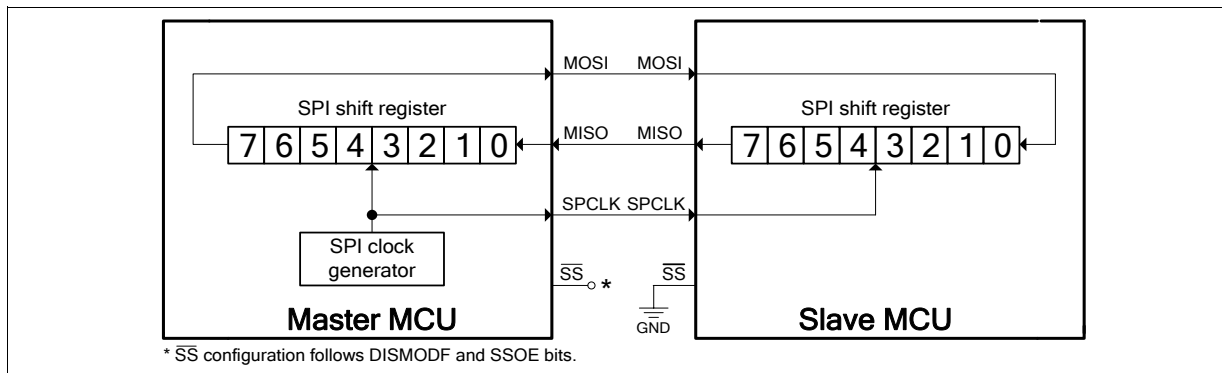 MOSI MOSI
SPI shift register SPI shift register
7 6 5 4 3 2 1 0 MISO MISO 7 6 5 4 3 2 1 0
SPCLK SPCLK
SPI clock
generator
SS * SS
GND
Master MCU Slave MCU
* SS configuration follows DISMODF and SSOE bits.